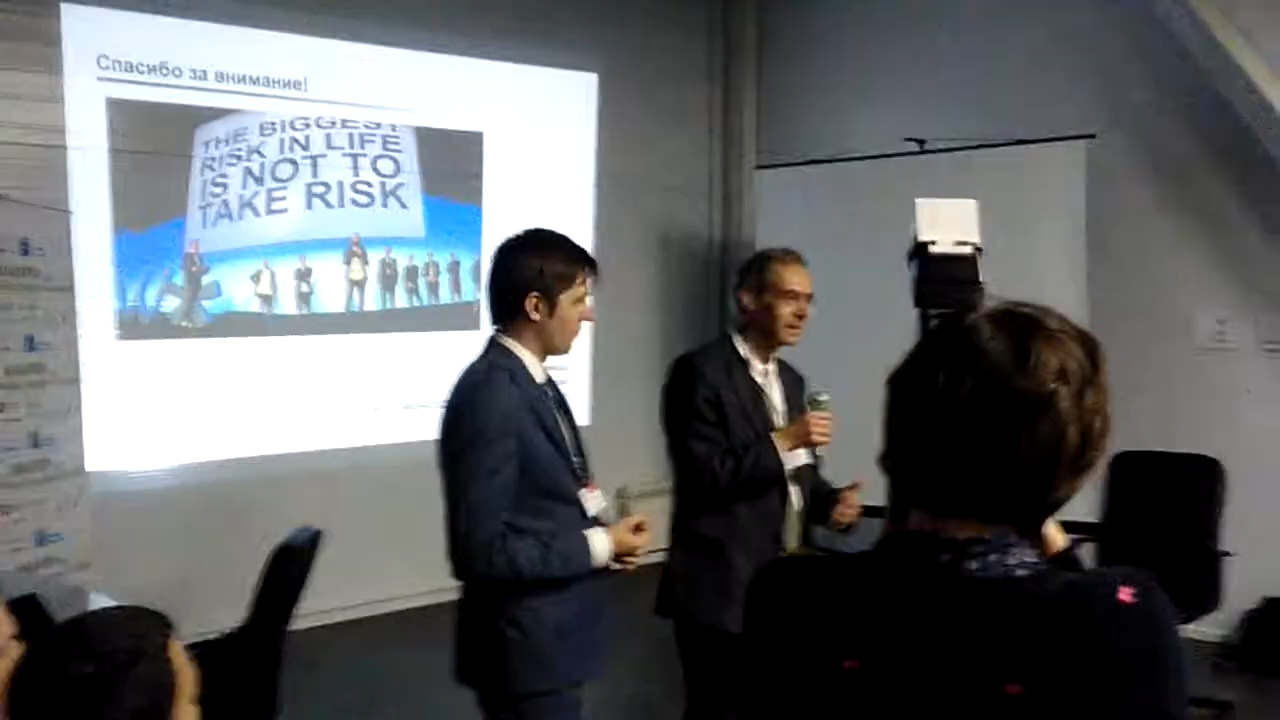 Спасибо за внимание!
THE BIGGEST
RISK IN LIFE
IS NOT TO
TAKE RISK